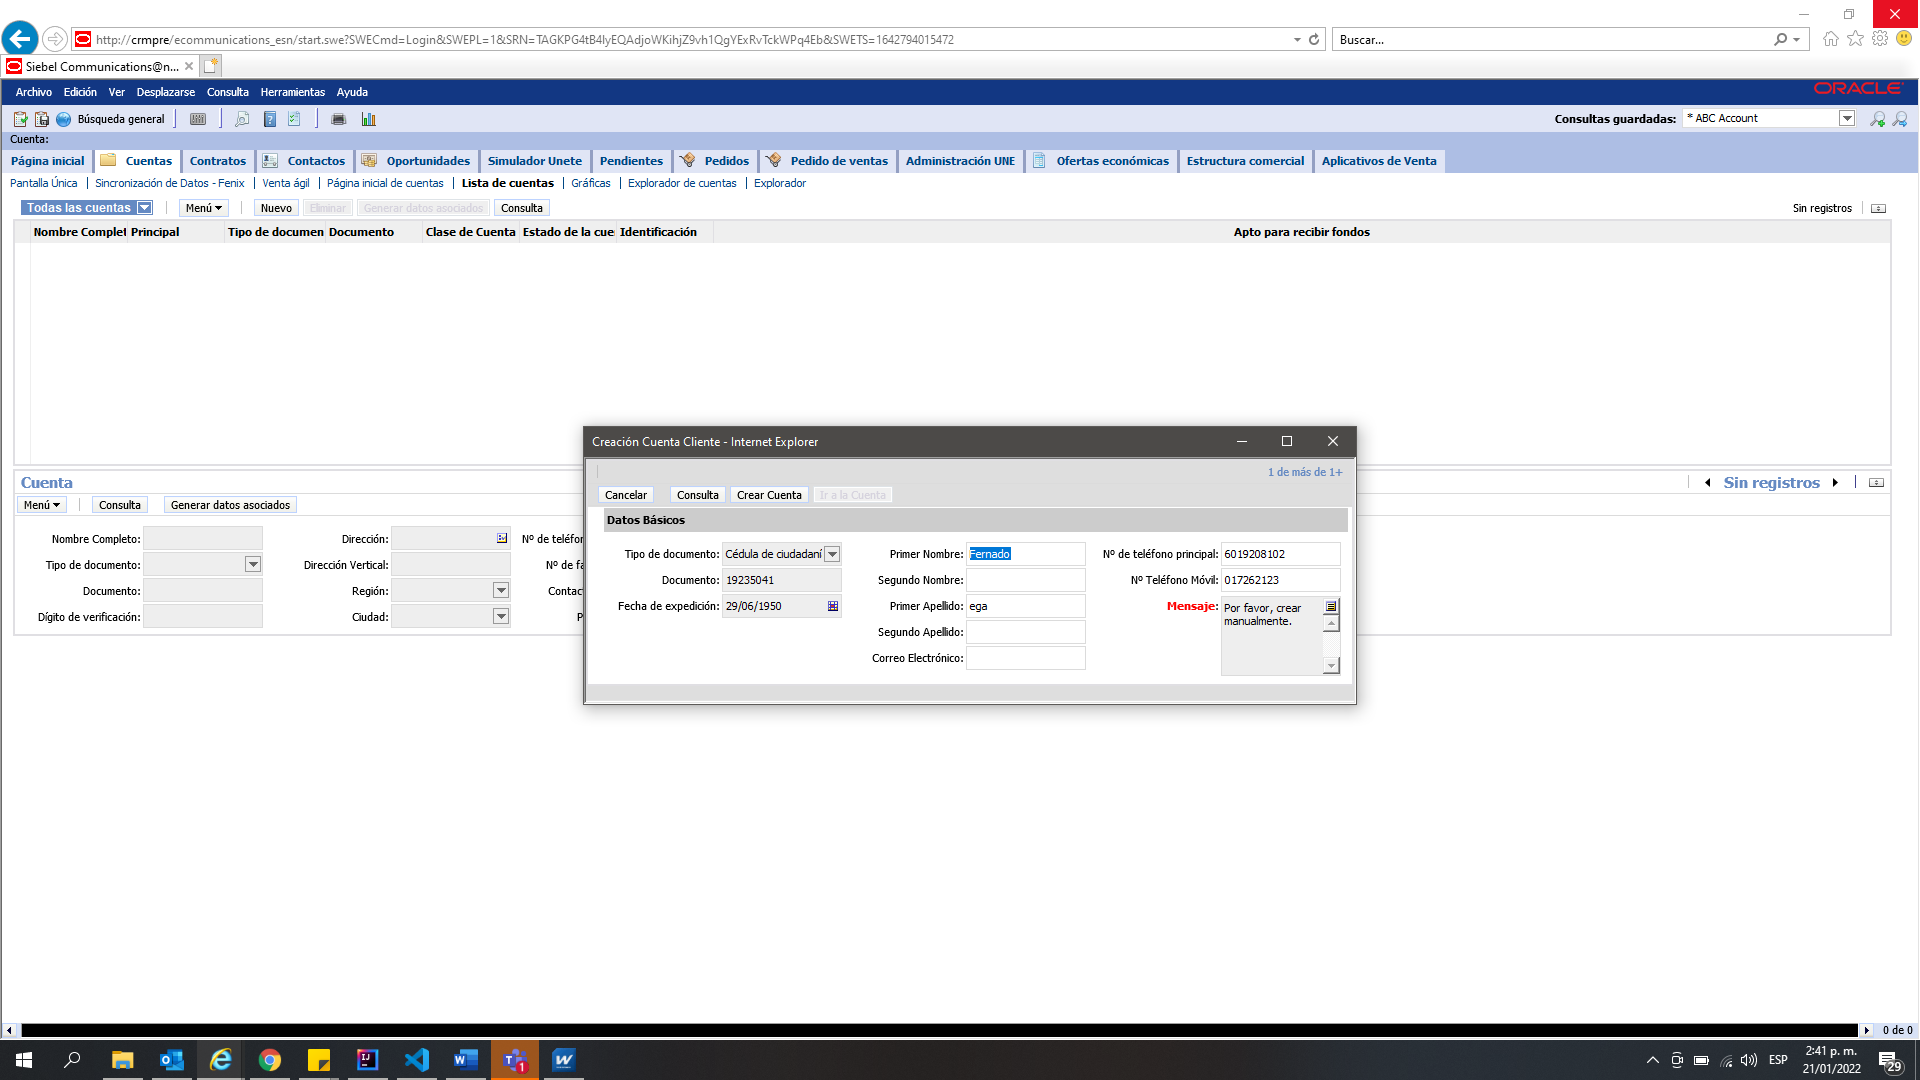 http://crmpre/ecommunications_esn/start.swe?SWECmd=Login&SWEPL=1&SRN=TAGKPG4tB4lyEQAdjoWKihjZ9vh1QgYExRvTckWPq4Eb&SWETS=1642794015472
Buscar...
Siebel Communications@n...
Archivo Edición Ver Desplazarse Consulta Herramientas Ayuda
ORACLE
Búsqueda general
Consultas guardadas: * ABC Account
Cuenta:
Página inicial Cuentas Contratos Contactos Oportunidades Simulador Unete Pendientes Pedidos Pedido de ventas Administración UNE Ofertas económicas Estructura comercial Aplicativos de Venta
Pantalla Única Sincronización de Datos - Fenix Venta ágil Página inicial de cuentas Lista de cuentas Gráficas Explorador de cuentas Explorador
Todas las cuentas Menú Nuevo Eliminar Generar datos asociados Consulta Sin registros
Nombre Complet Principal Tipo de documen Documento Clase de Cuenta Estado de la cue Identificación Apto para recibir fondos
Creación Cuenta Cliente - Internet Explorer
1 de más de 1+
Cancelar Consulta Crear Cuenta Ir a la Cuenta
Datos Básicos
Tipo de documento: Cédula de ciudadaní
Documento: 19235041
Fecha de expedición: 29/06/1950
Primer Nombre: Fernado
Segundo Nombre:
Primer Apellido: ega
Segundo Apellido:
Correo Electrónico:
Nº de teléfono principal: 6019208102
Nº Teléfono Móvil: 017262123
Mensaje: Por favor, crear
manualmente.
Cuenta
Sin registros
Menú Consulta Generar datos asociados
Nombre Completo:
Tipo de documento:
Documento:
Dígito de verificación:
Dirección:
Dirección Vertical:
Región:
Ciudad:
Nº de teléfon
Nº de fa
Contac
P
0 de 0
ESP
2:41 p. m.
21/01/2022
29
1